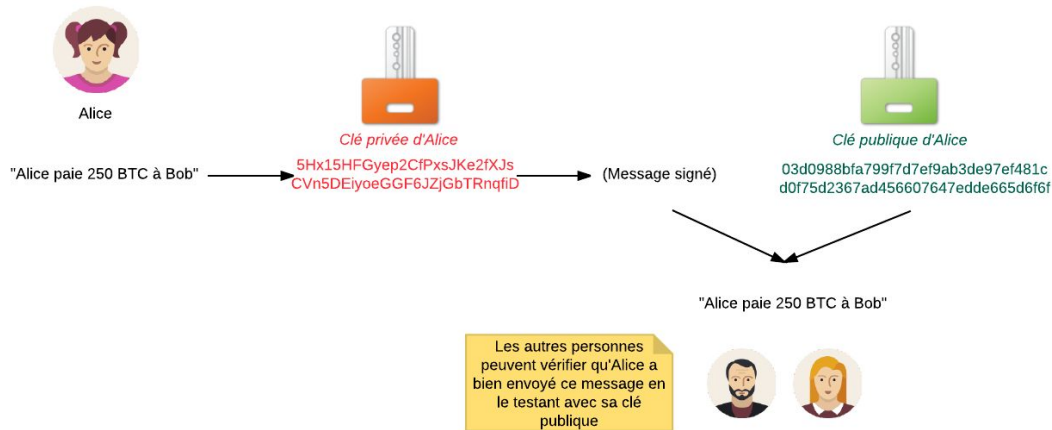 Alice
Clé privée d'Alice
Clé publique d'Alice
"Alice paie 250 BTC à Bob"
5Hx15HFGyep2CfPxsJKe2fXJs
CVn5DEiyoeGGF6JZjGbTRnqfiD
(Message signé)
03d0988bfa799f7d7ef9ab3de97ef481c
d0f75d2367ad456607647edde665d6f6f
"Alice paie 250 BTC à Bob"
Les autres personnes
peuvent vérifier qu'Alice a
bien envoyé ce message en
le testant avec sa clé
publique